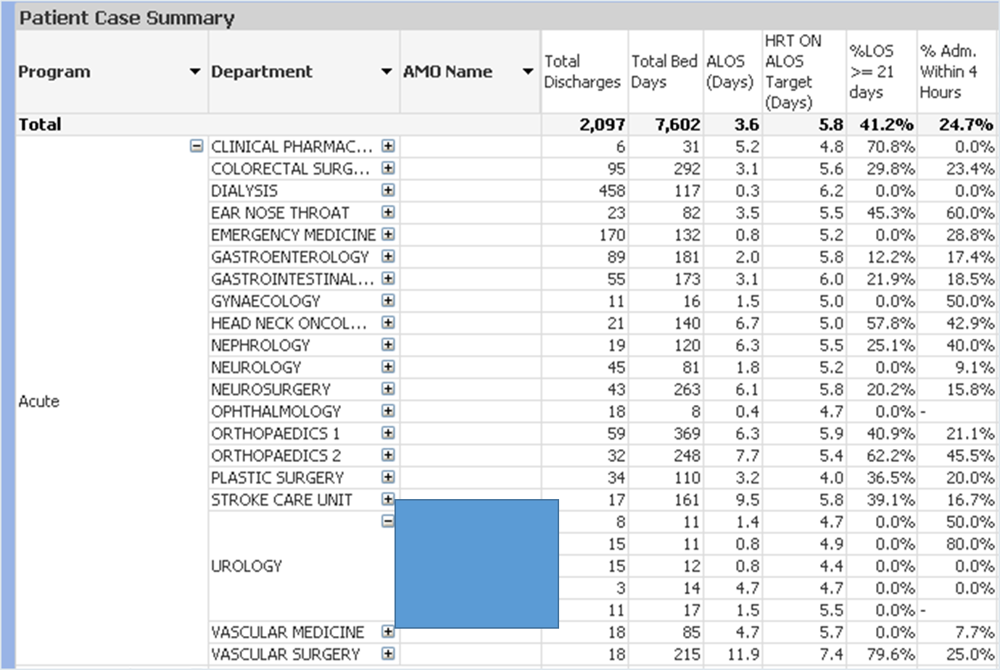 Patient Case Summary
Program Department AMO Name Total Discharges Total Bed Days ALOS (Days) HRT ON ALOS Target (Days) %LOS >= 21 days % Adm. Within 4 Hours
Total 2,097 7,602 3.6 5.8 41.2% 24.7%
CLINICAL PHARMAC... 6 31 5.2 4.8 70.8% 0.0%
COLORECTAL SURG... 95 292 3.1 5.6 29.8% 23.4%
DIALYSIS 458 117 0.3 6.2 0.0% 0.0%
EAR NOSE THROAT 23 82 3.5 5.5 45.3% 60.0%
EMERGENCY MEDICINE 170 132 0.8 5.2 0.0% 28.8%
GASTROENTEROLOGY 89 181 2.0 5.8 12.2% 17.4%
GASTROINTESTINAL... 55 173 3.1 6.0 21.9% 18.5%
GYNAECOLOGY 11 16 1.5 5.0 0.0% 50.0%
HEAD NECK ONCOL... 21 140 6.7 5.0 57.8% 42.9%
NEPHROLOGY 19 120 6.3 5.5 25.1% 40.0%
NEUROLOGY 45 81 1.8 5.2 0.0% 9.1%
NEUROSURGERY 43 263 6.1 5.8 20.2% 15.8%
Acute
OPHTHALMOLOGY 18 8 0.4 4.7 0.0% -
ORTHOPAEDICS 1 59 369 6.3 5.9 40.9% 21.1%
ORTHOPAEDICS 2 32 248 7.7 5.4 62.2% 45.5%
PLASTIC SURGERY 34 110 3.2 4.0 36.5% 20.0%
STROKE CARE UNIT 17 161 9.5 5.8 39.1% 16.7%
8 11 1.4 4.7 0.0% 50.0%
15 11 0.8 4.9 0.0% 80.0%
UROLOGY 15 12 0.8 4.4 0.0% 0.0%
3 14 4.7 4.7 0.0% 0.0%
11 17 1.5 5.5 0.0% -
VASCULAR MEDICINE 18 85 4.7 5.7 0.0% 7.7%
VASCULAR SURGERY 18 215 11.9 7.4 79.6% 25.0%